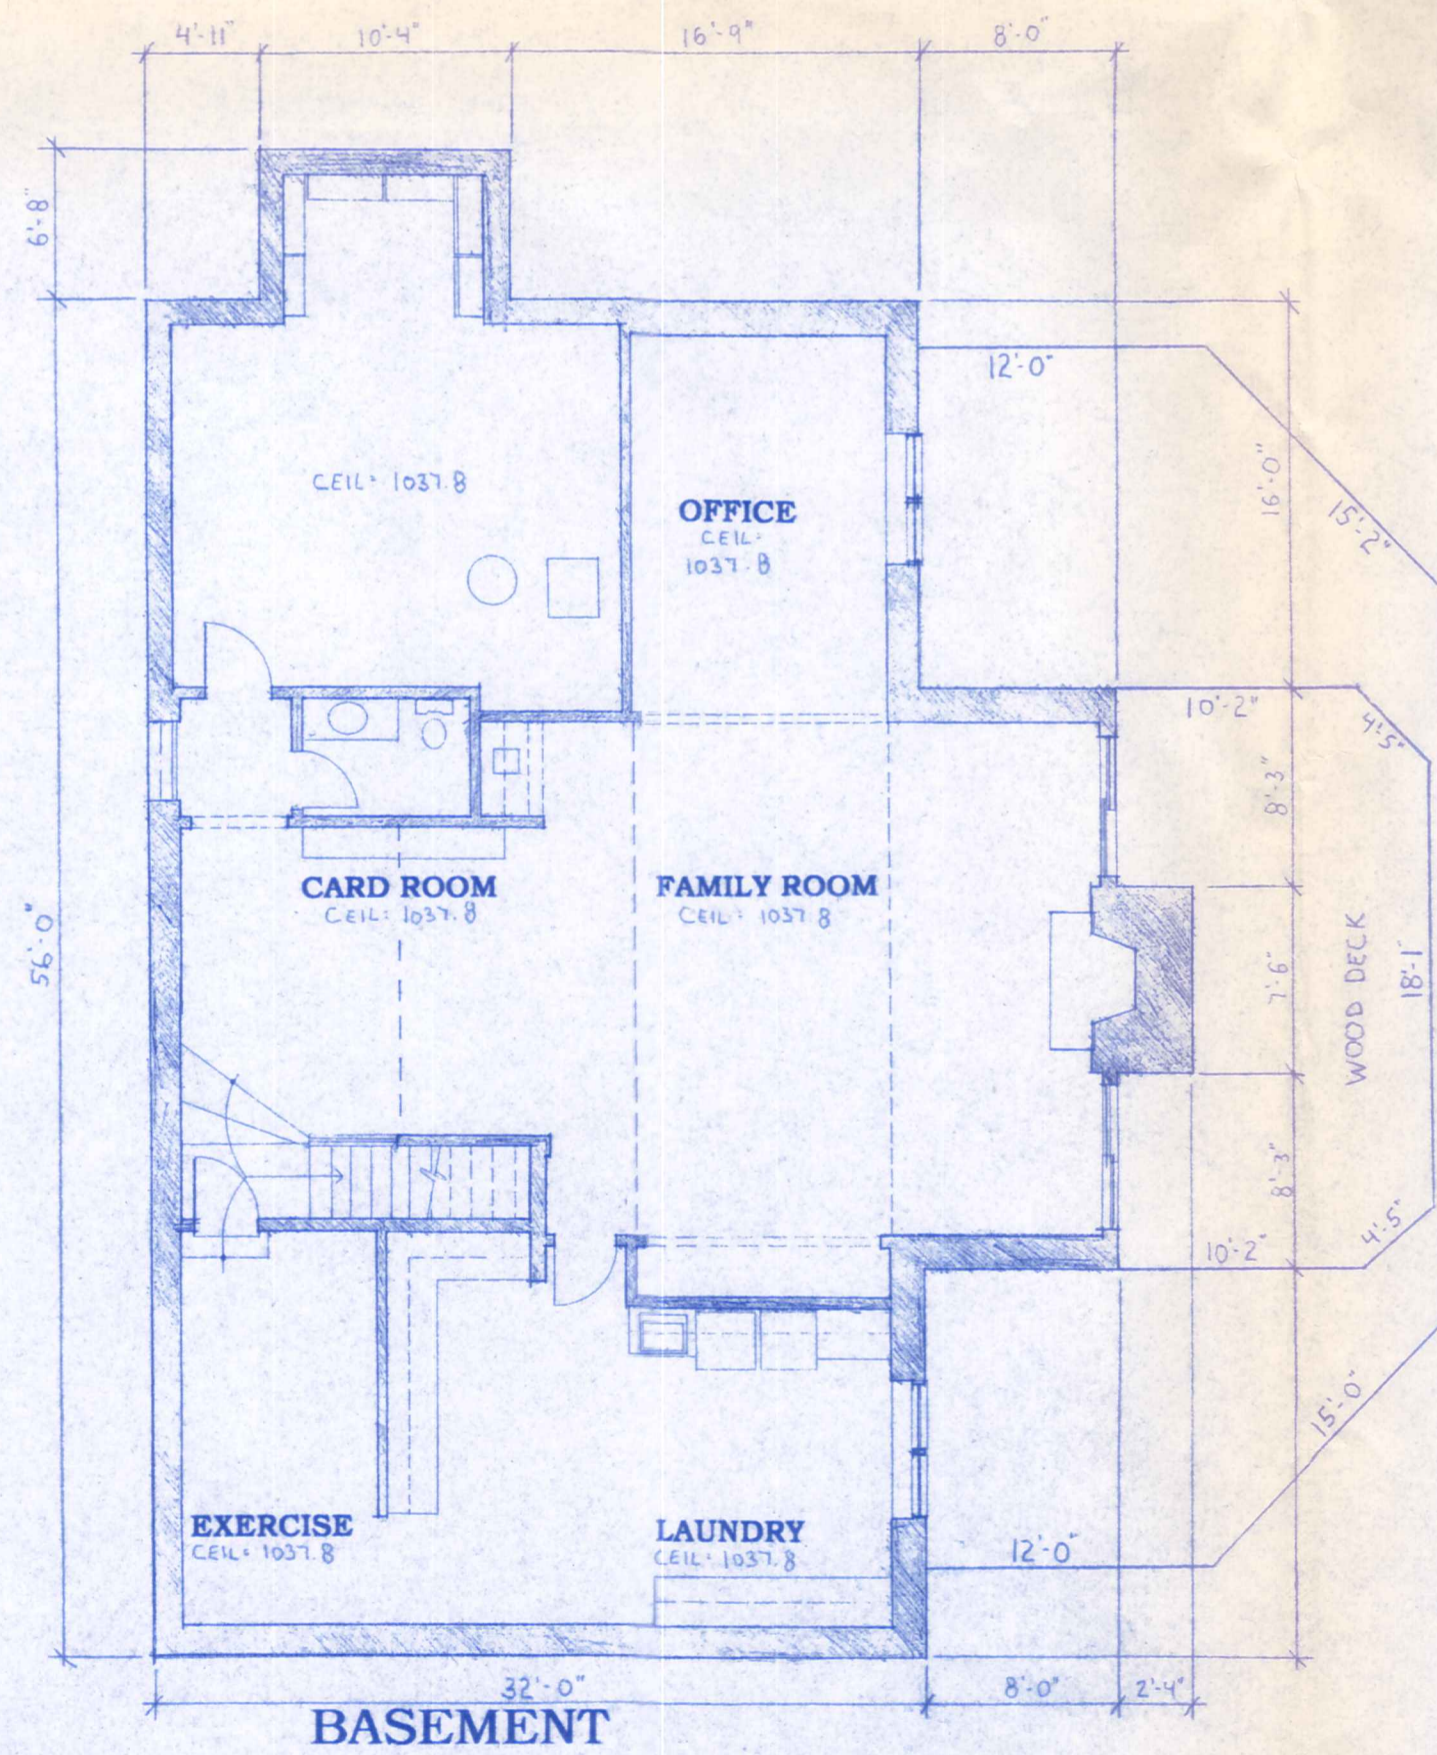 4'-11" 10'-4" 16'-9" 8'-0"
6'-8"
12'-0"
16'-0"
15'-2"
CEIL: 1037.8
OFFICE
CEIL:
1037.8
10'-2"
4'-5"
8'-3"
CARD ROOM
CEIL: 1037.8
FAMILY ROOM
CEIL: 1037.8
56'-0"
7'-6"
WOOD DECK
18'-1
8'-3"
4'-5"
10'-2"
15'-0"
EXERCISE
CEIL: 1037.8
LAUNDRY
CEIL: 1037.8
12'-0"
32'-0" 8'-0" 2'-4"
BASEMENT